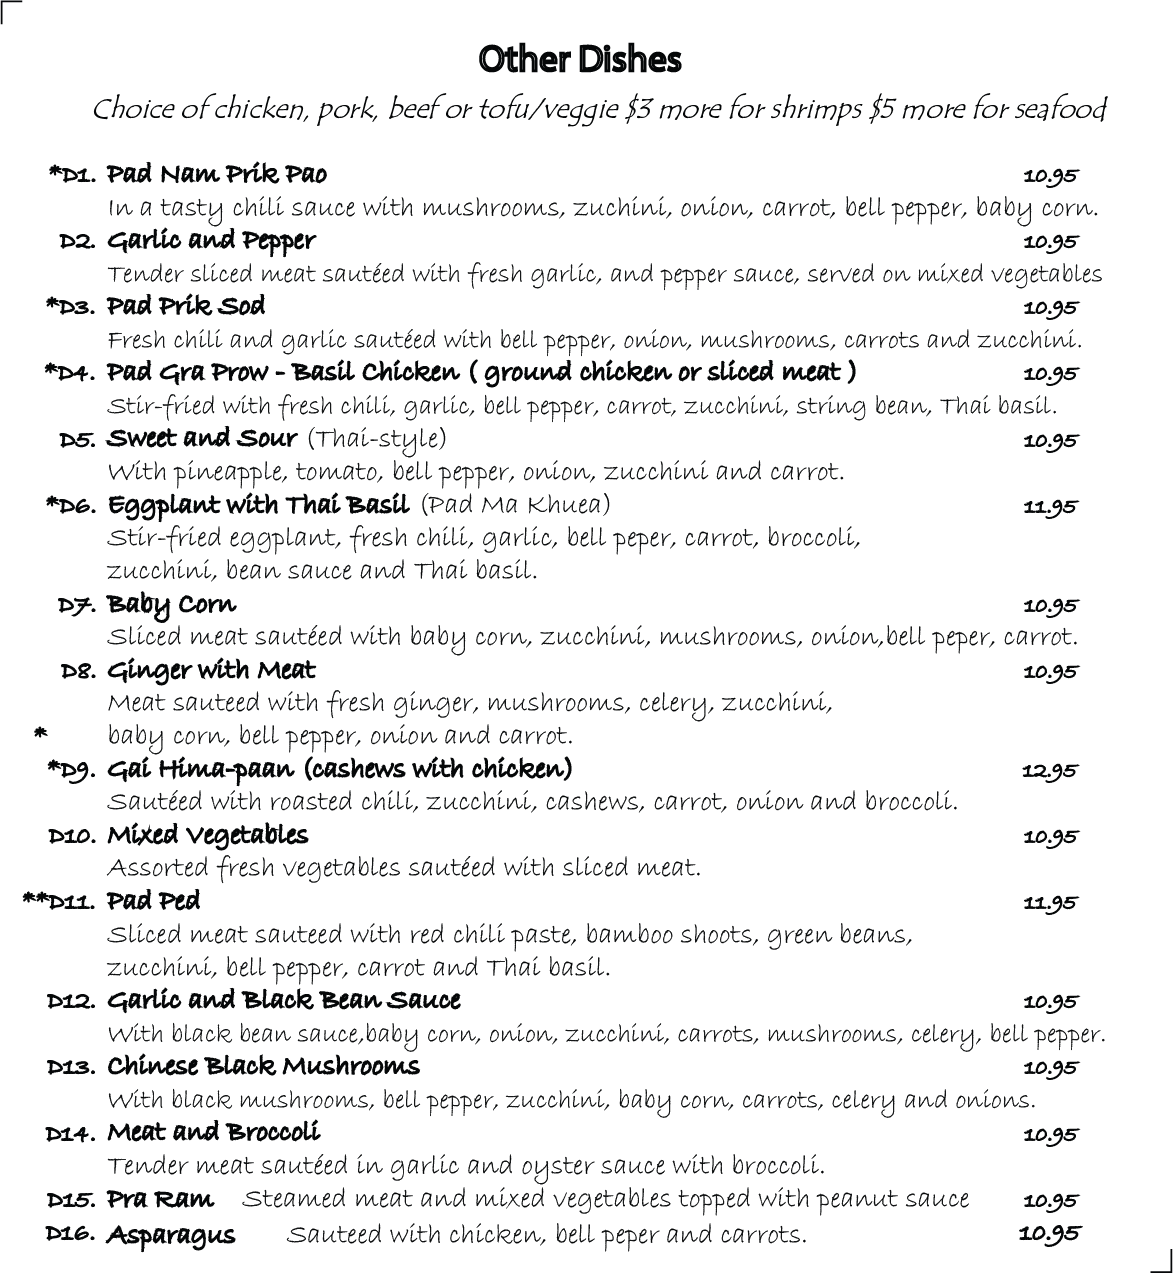 Other Dishes
Choice of chicken, pork, beef or tofu/veggie $3 more for shrimps $5 more for seafood
*D1. Pad Nam Prik Pao 10.95
In a tasty chili sauce with mushrooms, zuchini, onion, carrot, bell pepper, baby corn.
D2. Garlic and Pepper 10.95
Tender sliced meat sautéed with fresh garlic, and pepper sauce, served on mixed vegetables
*D3. Pad Prik Sod 10.95
Fresh chili and garlic sautéed with bell pepper, onion, mushrooms, carrots and zucchini.
*D4. Pad Gra Prow - Basil Chicken ( ground chicken or sliced meat ) 10.95
Stir-fried with fresh chili, garlic, bell pepper, carrot, zucchini, string bean, Thai basil.
D5. Sweet and Sour (Thai-style) 10.95
With pineapple, tomato, bell pepper, onion, zucchini and carrot.
*D6. Eggplant with Thai Basil (Pad Ma Khuea) 11.95
Stir-fried eggplant, fresh chili, garlic, bell peper, carrot, broccoli,
zucchini, bean sauce and Thai basil.
D7. Baby Corn 10.95
Sliced meat sautéed with baby corn, zucchini, mushrooms, onion,bell peper, carrot.
D8. Ginger with Meat 10.95
Meat sauteed with fresh ginger, mushrooms, celery, zucchini,
* baby corn, bell pepper, onion and carrot.
*D9. Gai Hima-paan (cashews with chicken) 12.95
Sautéed with roasted chili, zucchini, cashews, carrot, onion and broccoli.
D10. Mixed Vegetables 10.95
Assorted fresh vegetables sautéed with sliced meat.
**D11. Pad Ped 11.95
Sliced meat sauteed with red chili paste, bamboo shoots, green beans,
zucchini, bell pepper, carrot and Thai basil.
D12. Garlic and Black Bean Sauce 10.95
With black bean sauce,baby corn, onion, zucchini, carrots, mushrooms, celery, bell pepper.
D13. Chinese Black Mushrooms 10.95
With black mushrooms, bell pepper, zucchini, baby corn, carrots, celery and onions.
D14. Meat and Broccoli 10.95
Tender meat sautéed in garlic and oyster sauce with broccoli.
D15. Pra Ram Steamed meat and mixed vegetables topped with peanut sauce 10.95
D16. Asparagus Sauteed with chicken, bell peper and carrots. 10.95